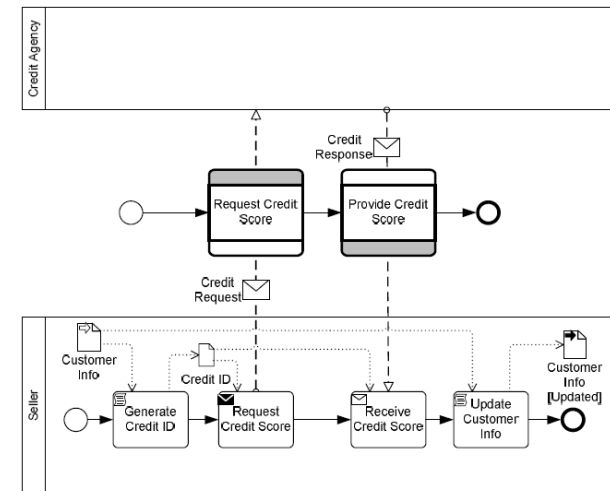 Credit Agency
Credit
Response
Request Credit
Score
Provide Credit
Score
Credit
Request
Seller
Customer
Info
Credit ID
Customer
Info
[Updated]
Generate
Credit ID
Request
Credit Score
Receive
Credit Score
Update
Customer
Info